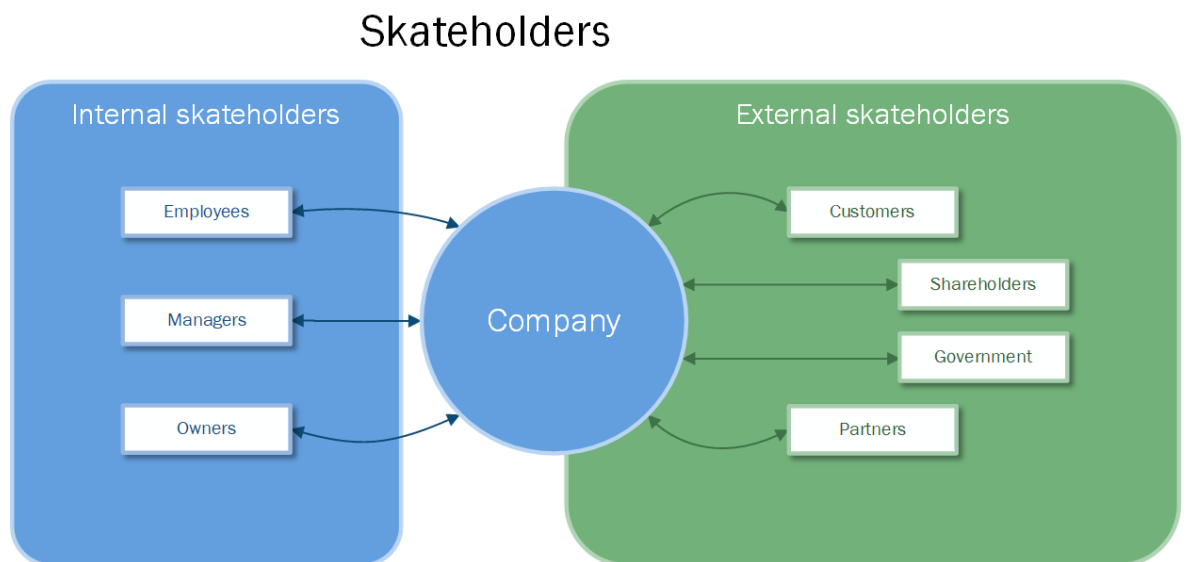 Skateholders
Internal skateholders
Employees
Managers
Owners
Company
External skateholders
Customers
Shareholders
Government
Partners